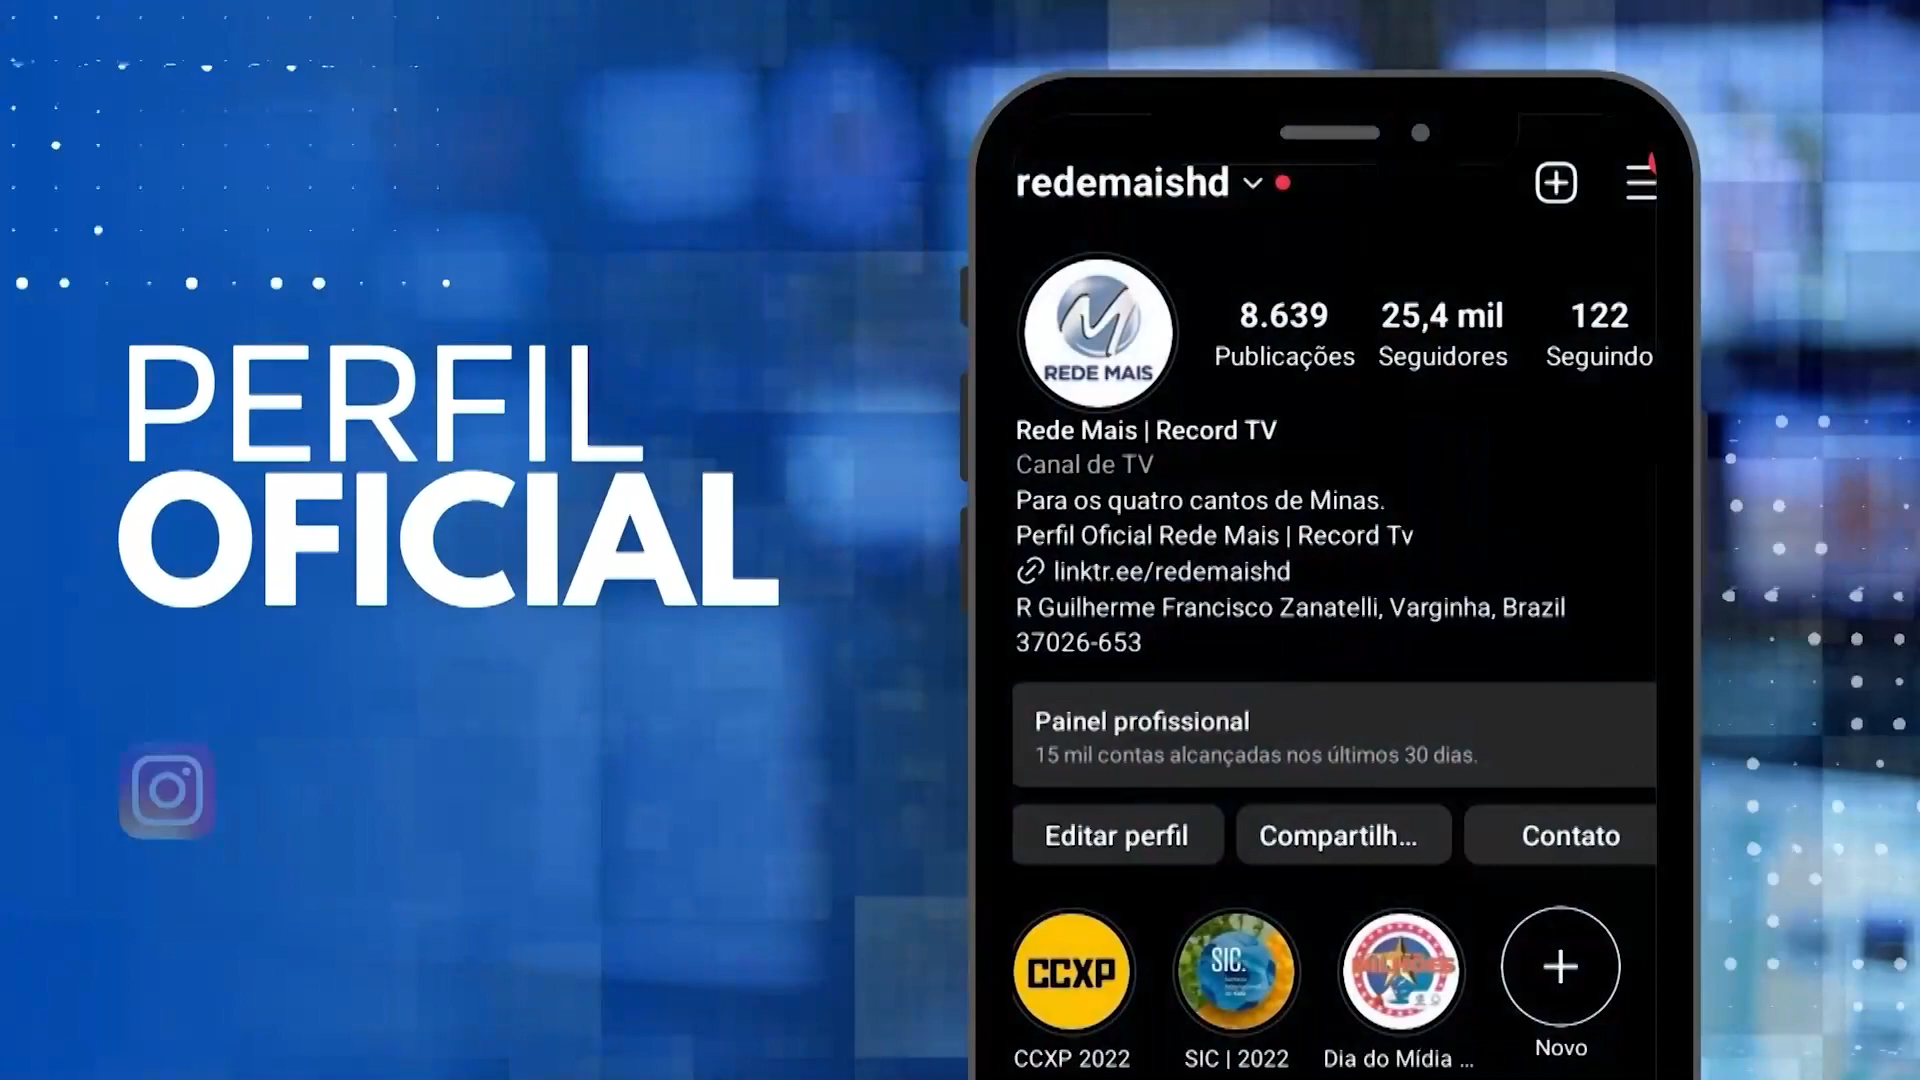 PERFIL
OFICIAL
redemaishd
REDE MAIS
8.639
Publicações
25,4 mil
Seguidores
122
Seguindo
Rede Mais | Record TV
Canal de TV
Para os quatro cantos de Minas.
Perfil Oficial Rede Mais | Record Tv
linktr.ee/redemaishd
R Guilherme Francisco Zanatelli, Varginha, Brazil
37026-653
Painel profissional
15 mil contas alcançadas nos últimos 30 dias.
Editar perfil
Compartilh...
Contato
CCXP
SIC.
CCXP 2022
SIC | 2022
Dia do Mídia ...
Novo